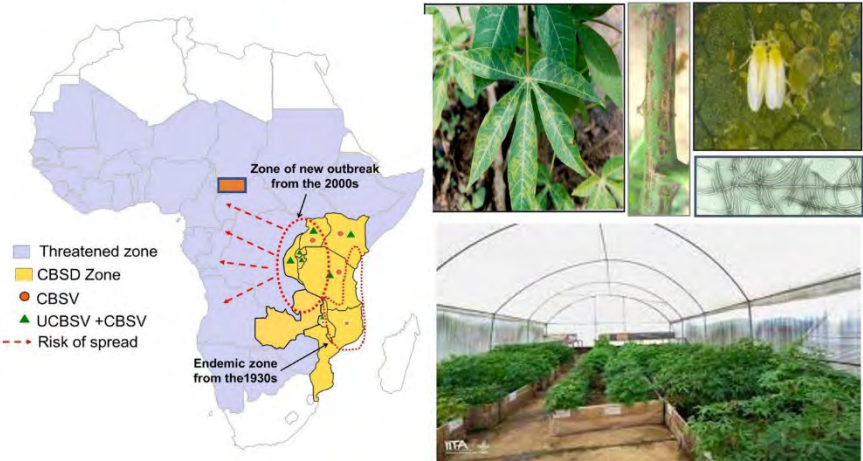 Zone of new outbreak
from the 2000s
Threatened zone
CBSD Zone
CBSV
UCBSV +CBSV
Risk of spread
Endemic zone
from the1930s
IITA